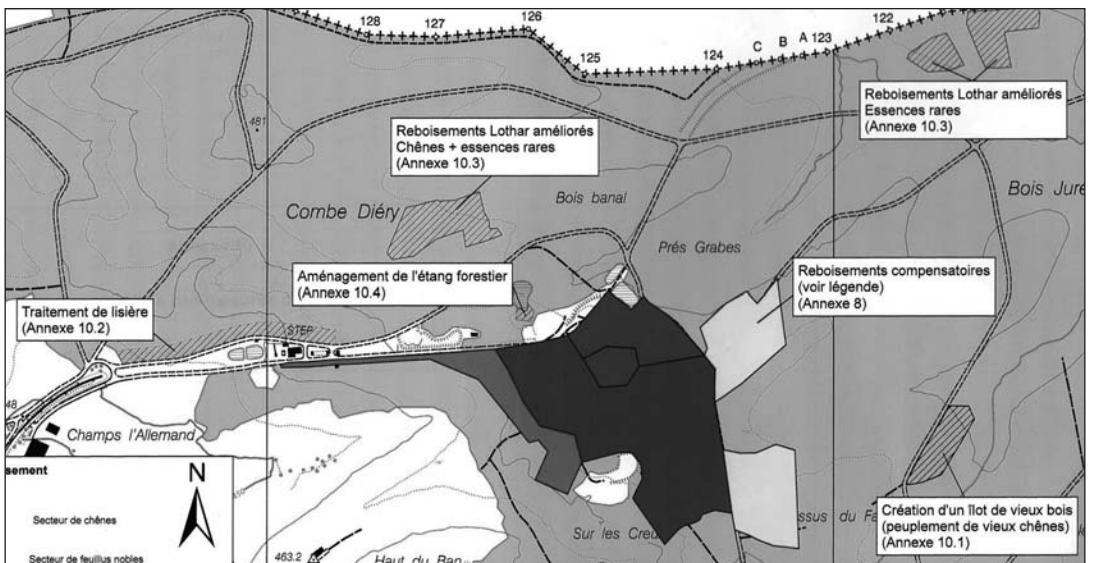 128
127
126
125
124
C
B
A
123
122
481
Reboisements Lothar améliorés
Chênes + essences rares
(Annexe 10.3)
Reboisements Lothar améliorés
Essences rares
(Annexe 10.3)
Combe Diéry
Bois banal
Bois Jure
Prés Grabes
Aménagement de l'étang forestier
(Annexe 10.4)
Reboisements compensatoires
(voir légende)
(Annexe 8)
Traitement de lisière
(Annexe 10.2)
STEP
48
Champs l'Allemand
sement
N
450
Secteur de chênes
Secteur de feuillus nobles
463.2
Haut du Ban
Sur les Creu
ssus du Fa
Création d'un îlot de vieux bois
(peuplement de vieux chênes)
(Annexe 10.1)